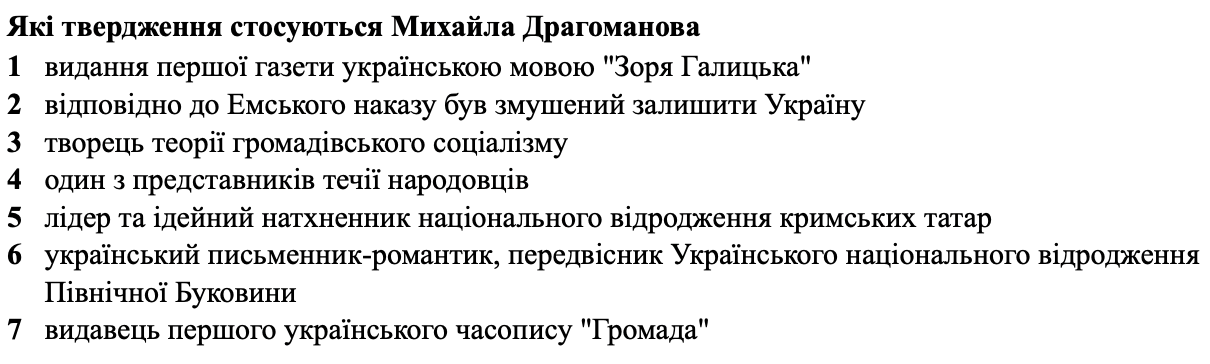 Які твердження стосуються Михайла Драгоманова
1 видання першої газети українською мовою "Зоря Галицька"
2 відповідно до Емського наказу був змушений залишити Україну
3 творець теорії громадівського соціалізму
4 один з представників течії народовців
5 лідер та ідейний натхненник національного відродження кримських татар
6 український письменник-романтик, передвісник Українського національного відродження
Північної Буковини
7 видавець першого українського часопису "Громада"